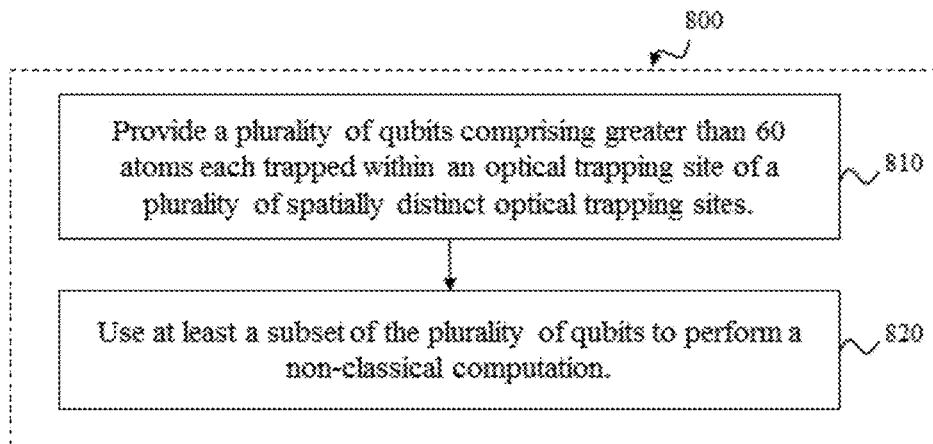 800
Provide a plurality of qubits comprising greater than 60
atoms each trapped within an optical trapping site of a
plurality of spatially distinct optical trapping sites.
810
Use at least a subset of the plurality of qubits to perform a
non-classical computation.
820